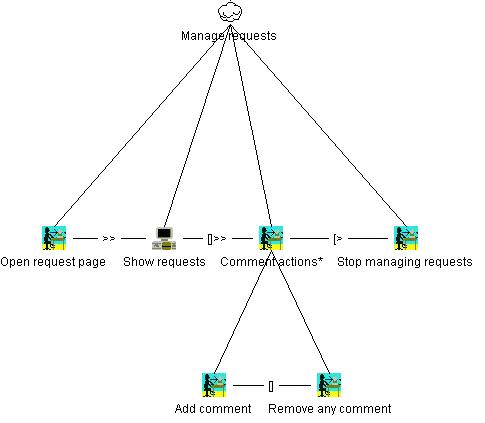 Manage requests
>> []>> [>
Open request page Show requests Comment actions* Stop managing requests
[]
Add comment Remove any comment